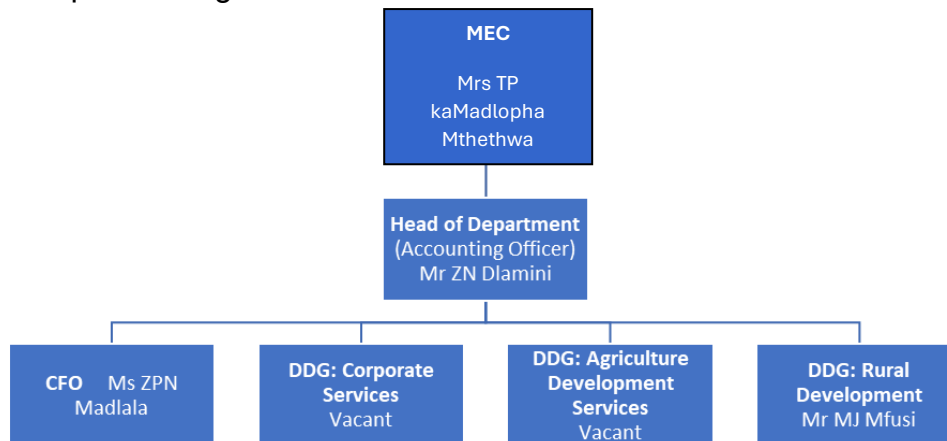 MEC
Mrs TP
kaMadlopha
Mthethwa
Head of Department
(Accounting Officer)
Mr ZN Dlamini
CFO Ms ZPN
Madlala
DDG: Corporate
Services
Vacant
DDG: Agriculture
Development
Services
Vacant
DDG: Rural
Development
Mr MJ Mfusi